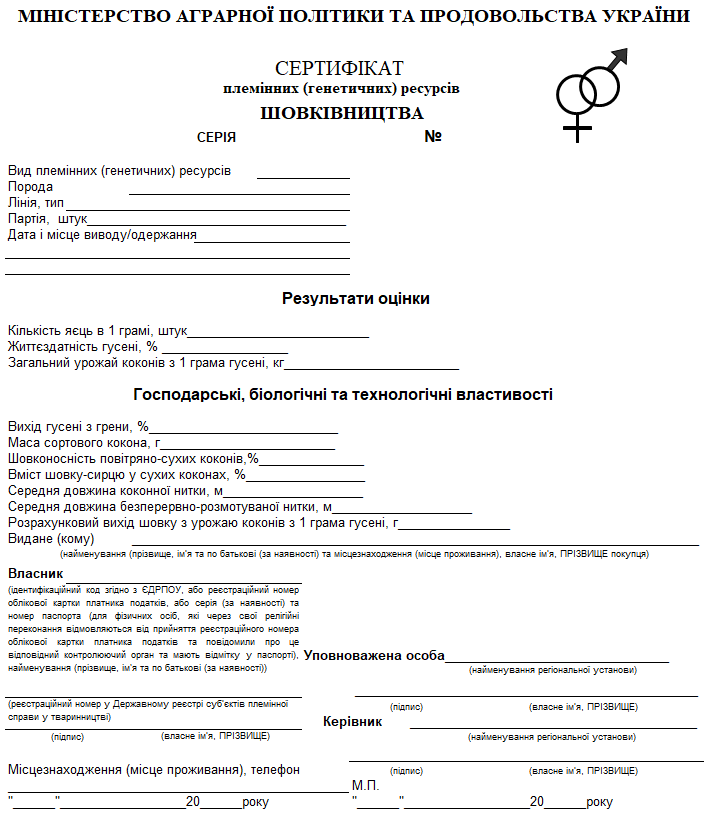 МІНІСТЕРСТВО АГРАРНОЇ ПОЛІТИКИ ТА ПРОДОВОЛЬСТВА УКРАЇНИ
СЕРТИФІКАТ
племінних (генетичних) ресурсів
ШОВКІВНИЦТВА
СЕРІЯ №
Вид племінних (генетичних) ресурсів
Порода
Лінія, тип
Партія, штук
Дата і місце виводу/одержання
Результати оцінки
Кількість яєць в 1 грамі, штук
Життєздатність гусені, %
Загальний урожай коконів з 1 грама гусені, кг
Господарські, біологічні та технологічні властивості
Вихід гусені з грени, %
Маса сортового кокона, г
Шовконосність повітряно-сухих коконів,%
Вміст шовку-сирцю у сухих коконах, %
Середня довжина коконної нитки, м
Середня довжина безперервно-розмотуваної нитки, м
Розрахунковий вихід шовку з урожаю коконів з 1 грама гусені, г
Видане (кому)
(найменування (прізвище, ім'я та по батькові (за наявності) та місцезнаходження (місце проживання), власне ім'я, ПРІЗВИЩЕ покупця)
Власник
(ідентифікаційний код згідно з ЄДРПОУ, або реєстраційний номер
облікової картки платника податків, або серія (за наявності) та
номер паспорта (для фізичних осіб, які через свої релігійні
переконання відмовляються від прийняття реєстраційного номера
облікової картки платника податків та повідомили про це
відповідний контролюючий орган та мають відмітку у паспорті),
найменування (прізвище, ім'я та по батькові (за наявності))
Уповноважена особа
(найменування регіональної установи)
(реєстраційний номер у Державному реєстрі суб'єктів племінної
справи у тваринництві)
(підпис) (власне ім'я, ПРІЗВИЩЕ)
Керівник
(підпис) (власне ім'я, ПРІЗВИЩЕ)
(найменування регіональної установи)
Місцезнаходження (місце проживання), телефон
(підпис) (власне ім'я, ПРІЗВИЩЕ)
М.П.
"______"__________________20______року "______"__________________20______року